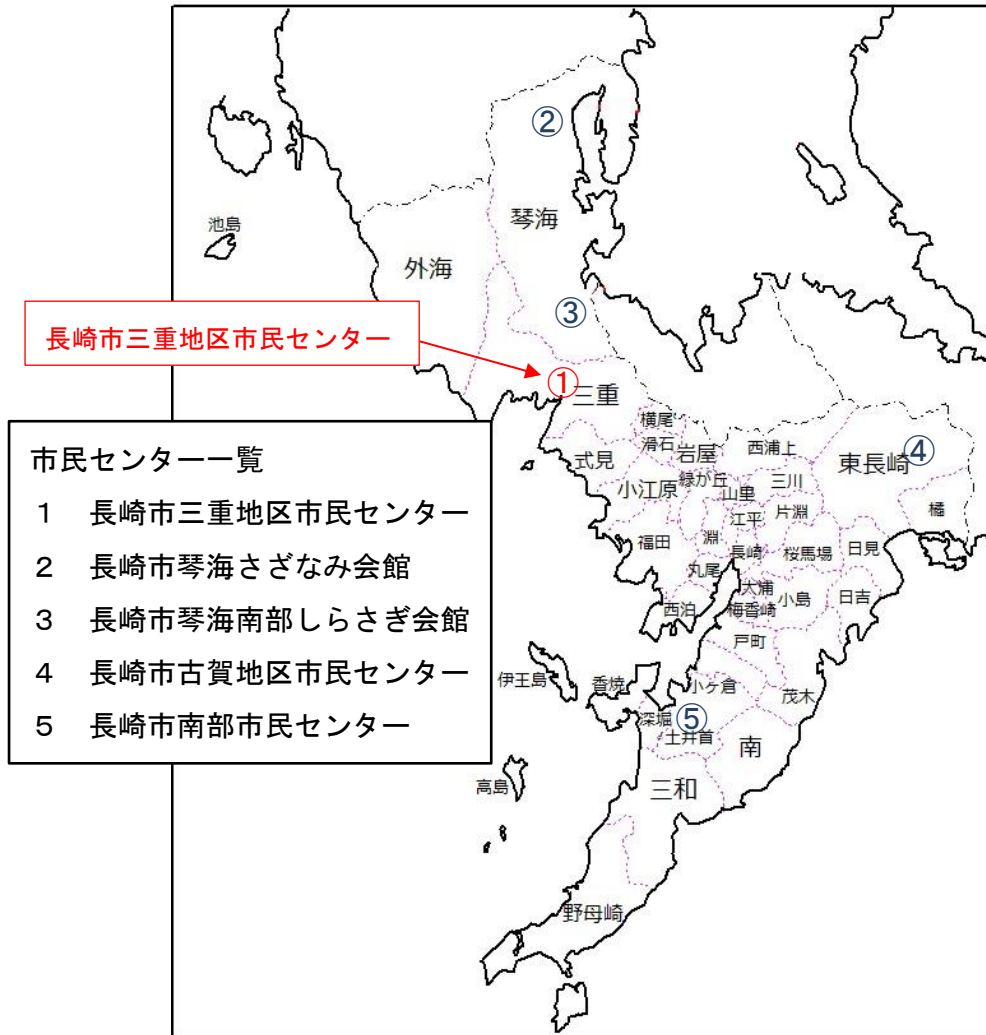 ②
琴海
池島
外海
③
長崎市三重地区市民センター
①
三重
市民センター一覧
1 長崎市三重地区市民センター
2 長崎市琴海さざなみ会館
3 長崎市琴海南部しらさぎ会館
4 長崎市古賀地区市民センター
5 長崎市南部市民センター
横尾
滑石
岩屋
西浦上
④
東長崎
式見
小江原
緑が丘
山里
三川
江平
片淵
橘
福田
淵
長崎
桜馬場
日見
丸尾
大浦
小島
日吉
西泊
梅香崎
戸町
伊王島
香焼
小ヶ倉
茂木
深堀
⑤
土井首
南
高島
三和
野母崎